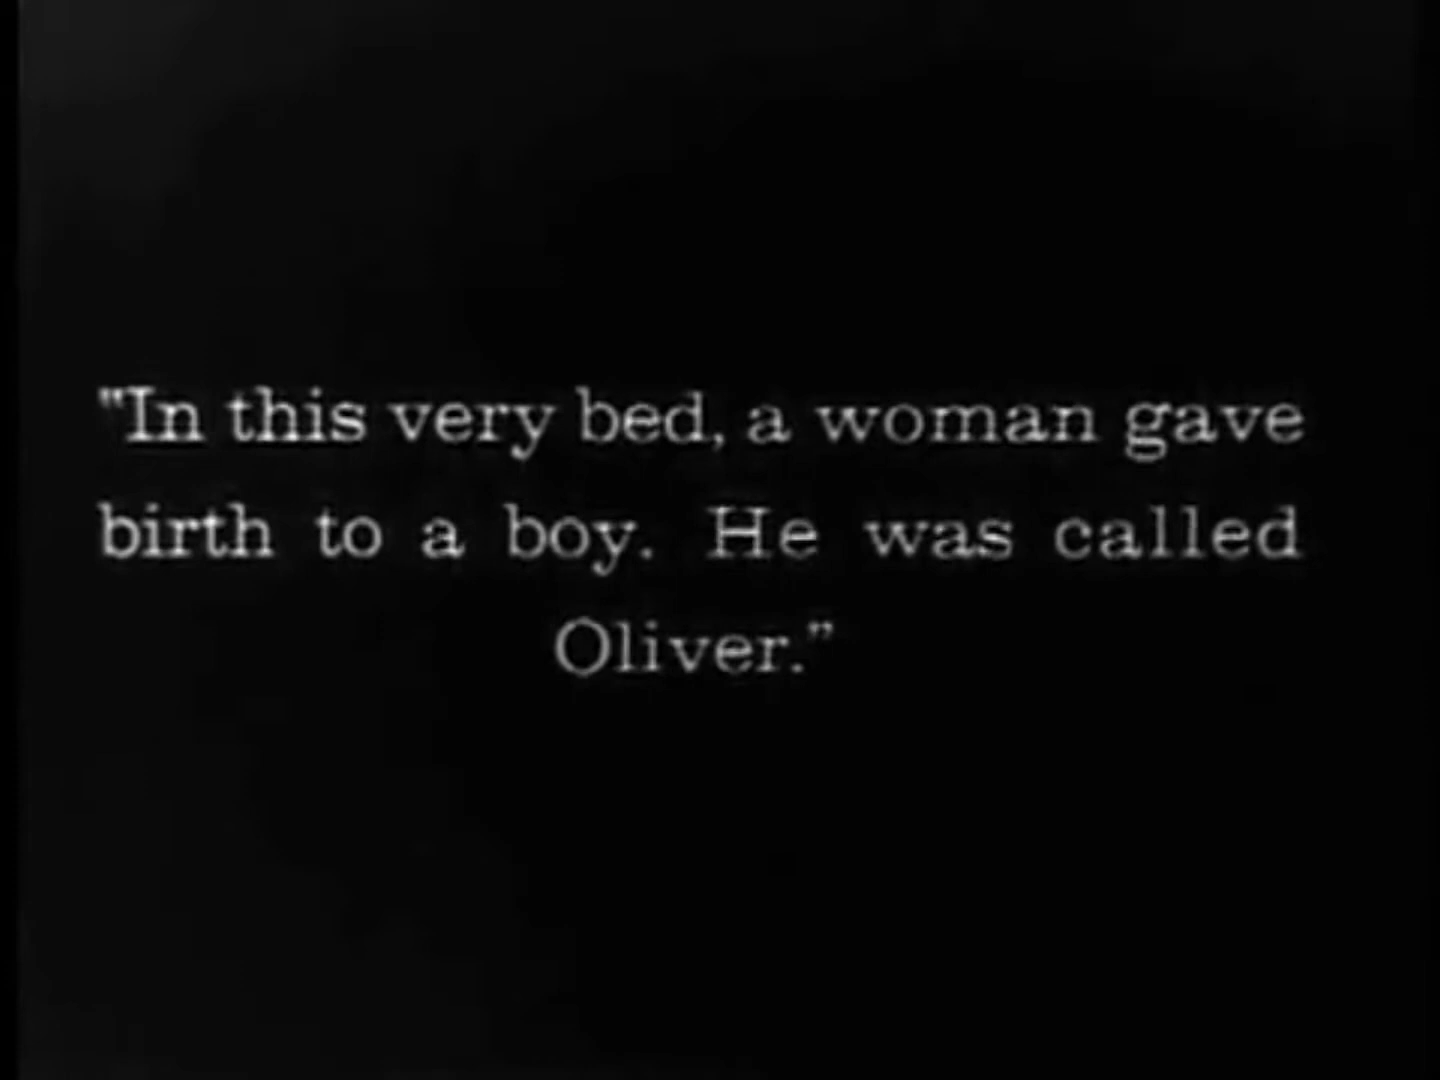 "In this very bed, a woman gave
birth to a boy. He was called
Oliver.”